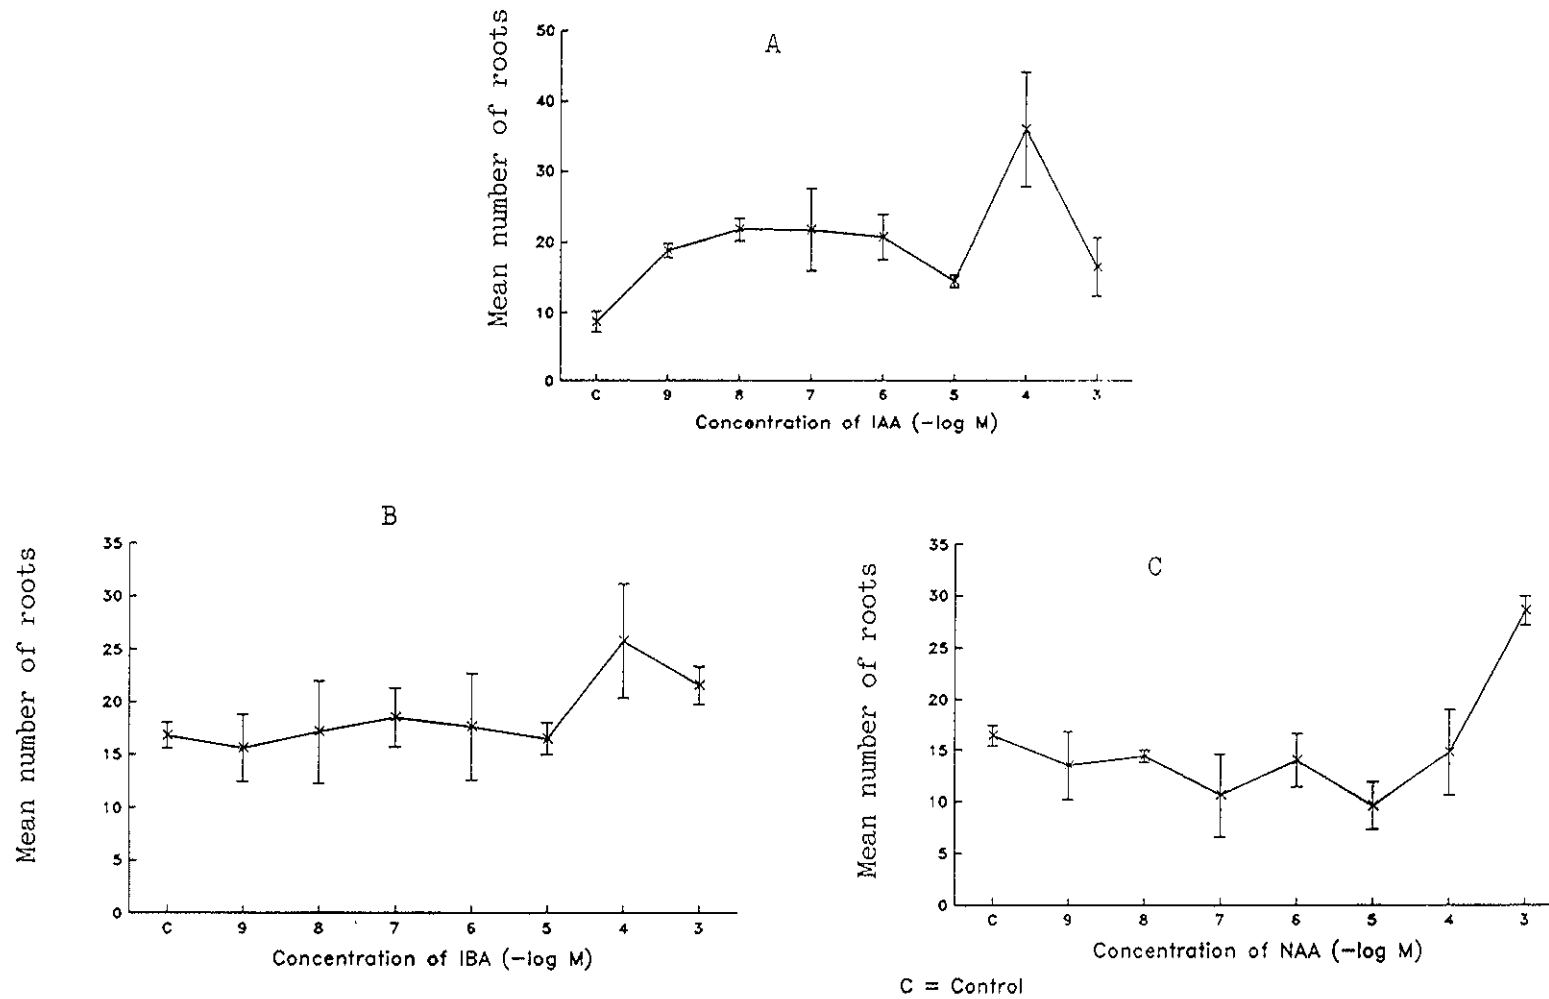 A
Mean number of roots
50
40
30
20
10
0
C 9 8 7 6 5 4 3
Concentration of IAA (-log M)
B
Mean number of roots
35
30
25
20
15
10
5
0
C 9 8 7 6 5 4 3
Concentration of IBA (-log M)
C
Mean number of roots
35
30
25
20
15
10
5
0
C 9 8 7 6 5 4 3
Concentration of NAA (-log M)
C = Control